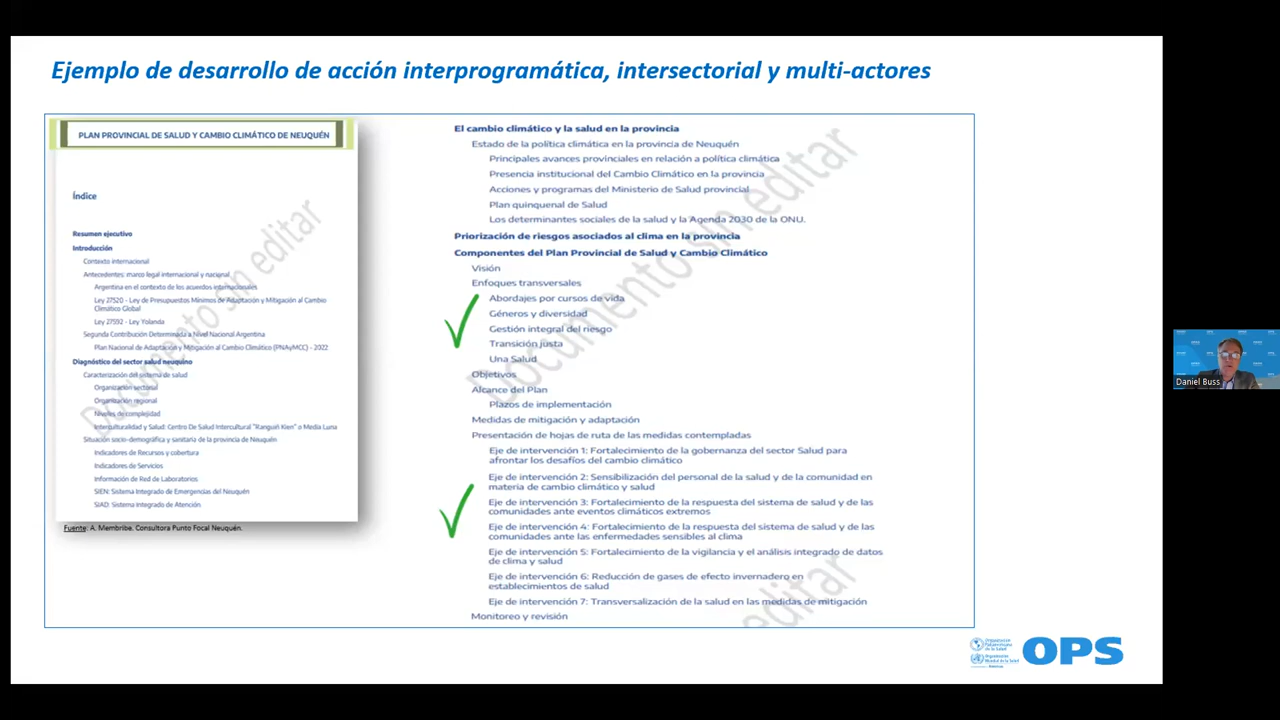 Ejemplo de desarrollo de acción interprogramática, intersectorial y multi-actores
PLAN PROVINCIAL DE SALUD Y CAMBIO CLIMÁTICO DE NEUQUÉN
Índice
Resumen ejecutivo
Introducción
Contexto internacional
Antecedentes: marco legal internacional y nacional
Argentina en el contexto de los acuerdos internacionales
Ley 27520 - Ley de Presupuestos Mínimos de Adaptación y Mitigación al Cambio
Climático Global
Ley 27592 - Ley Yolanda
Segunda Contribución Determinada a Nivel Nacional Argentina
Plan Nacional de Adaptación y Mitigación al Cambio Climático (PNAyMCC) - 2022
Diagnóstico del sector salud neuquino
Caracterización del sistema de salud
Organización sectorial
Organización regional
Niveles de complejidad
Interculturalidad y Salud: Centro De Salud Intercultural "Ranguiñ Kien" o Media Luna
Situación socio-demográfica y sanitaria de la provincia de Neuquén
Indicadores de Recursos y cobertura
Indicadores de Servicios
Información de Red de Laboratorios
SIEN: Sistema Integrado de Emergencias del Neuquén
SIAD: Sistema Integrado de Atención
Documento sin editar
Fuente: A. Membribe. Consultora Punto Focal Neuquén.
El cambio climático y la salud en la provincia
Estado de la política climática en la provincia de Neuquén
Principales avances provinciales en relación a política climática
Presencia institucional del Cambio Climático en la provincia
Acciones y programas del Ministerio de Salud provincial
Plan quinquenal de Salud
Los determinantes sociales de la salud y la Agenda 2030 de la ONU.
Priorización de riesgos asociados al clima en la provincia
Componentes del Plan Provincial de Salud y Cambio Climático
Visión
Enfoques transversales
Abordajes por cursos de vida
Géneros y diversidad
Gestión integral del riesgo
Transición justa
Una Salud
Objetivos
Alcance del Plan
Plazos de implementación
Medidas de mitigación y adaptación
Presentación de hojas de ruta de las medidas contempladas
Eje de intervención 1: Fortalecimiento de la gobernanza del sector Salud para
afrontar los desafíos del cambio climático
Eje de intervención 2: Sensibilización del personal de la salud y de la comunidad en
materia de cambio climático y salud
Eje de intervención 3: Fortalecimiento de la respuesta del sistema de salud y de las
comunidades ante eventos climáticos extremos
Eje de intervención 4: Fortalecimiento de la respuesta del sistema de salud y de las
comunidades ante las enfermedades sensibles al clima
Eje de intervención 5: Fortalecimiento de la vigilancia y el análisis integrado de datos
de clima y salud
Eje de intervención 6: Reducción de gases de efecto invernadero en
establecimientos de salud
Eje de intervención 7: Transversalización de la salud en las medidas de mitigación
Monitoreo y revisión
Documento sin editar
editar
Organización
Panamericana
de la Salud
Organización
Mundial de la Salud
OPS
Daniel Buss